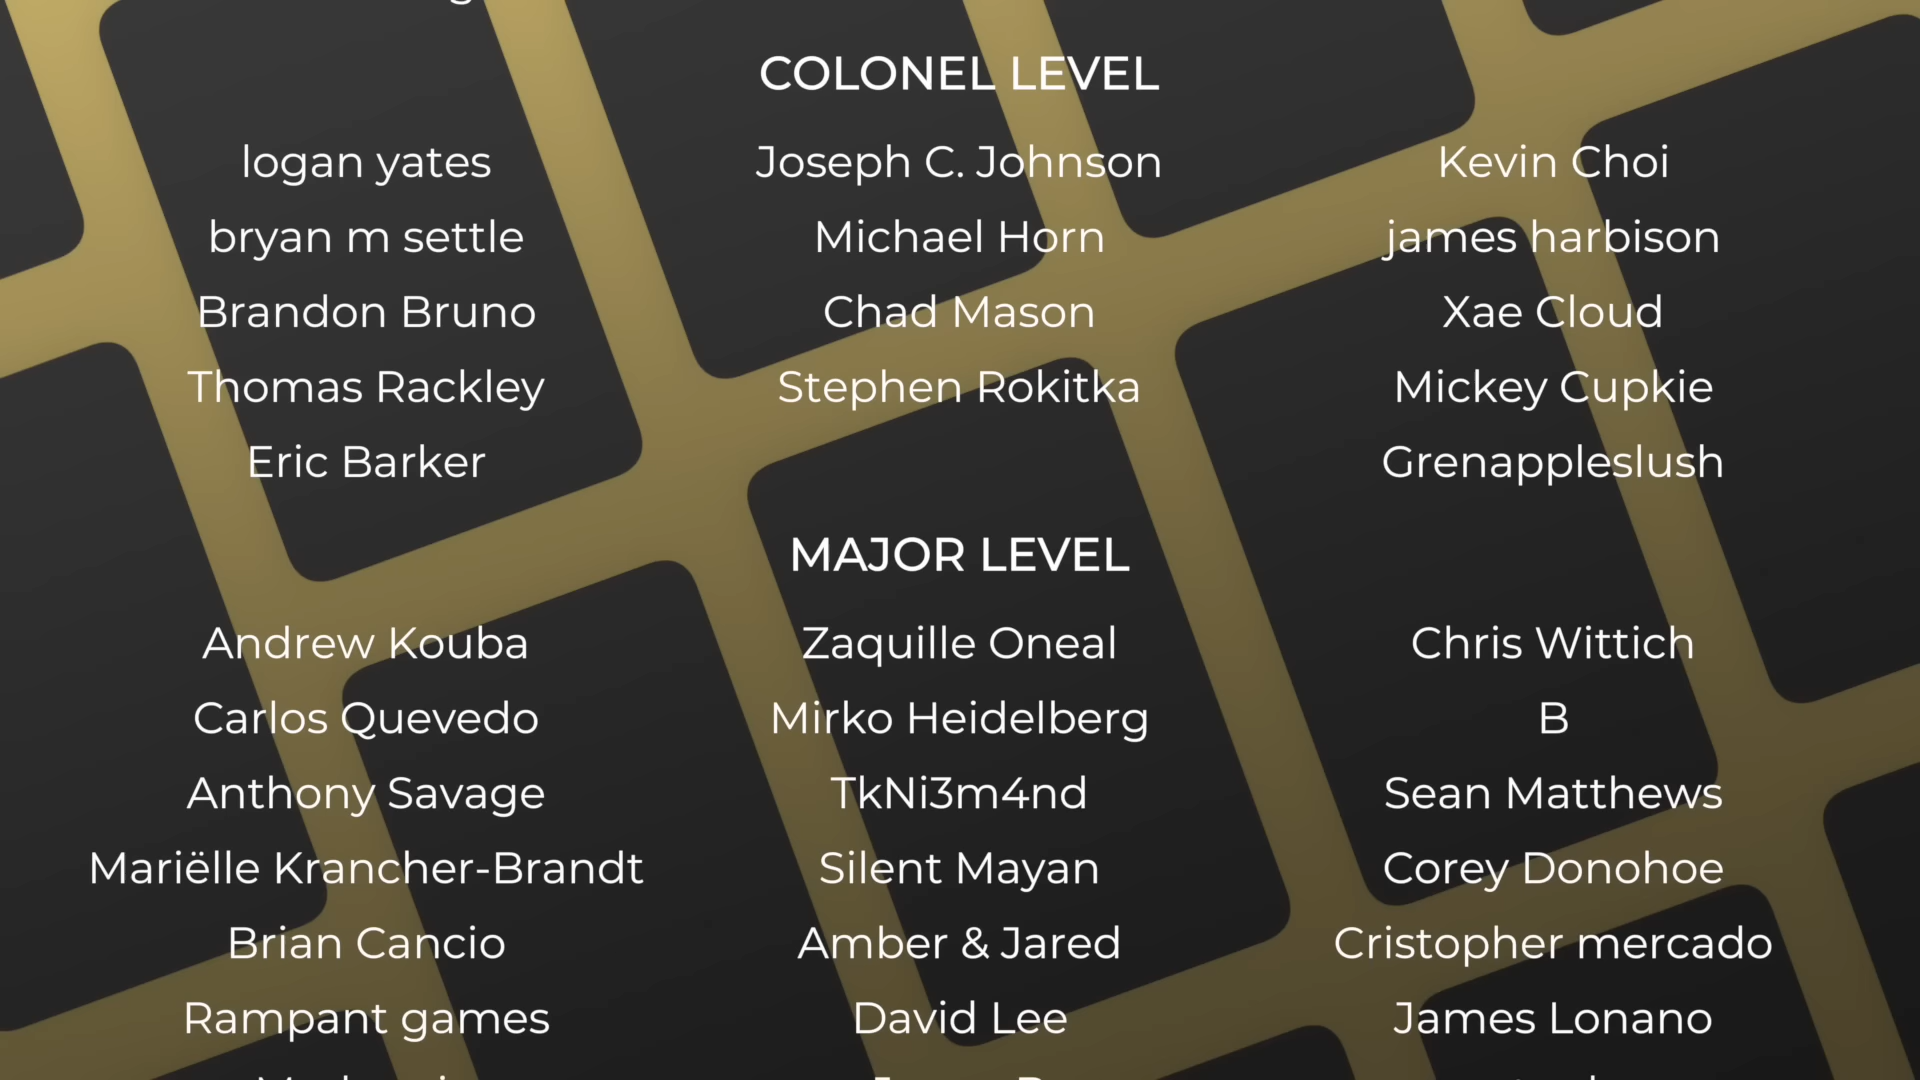 COLONEL LEVEL
logan yates Joseph C. Johnson Kevin Choi
bryan m settle Michael Horn james harbison
Brandon Bruno Chad Mason Xae Cloud
Thomas Rackley Stephen Rokitka Mickey Cupkie
Eric Barker Grenappleslush
MAJOR LEVEL
Andrew Kouba Zaquille Oneal Chris Wittich
Carlos Quevedo Mirko Heidelberg B
Anthony Savage TkNi3m4nd Sean Matthews
Mariëlle Krancher-Brandt Silent Mayan Corey Donohoe
Brian Cancio Amber & Jared Cristopher mercado
Rampant games David Lee James Lonano